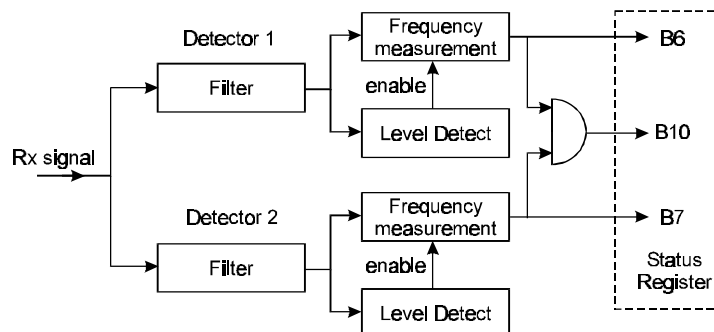 Detector 1
Filter
Frequency
measurement
enable
Level Detect
B6
B10
Rx signal
Detector 2
Filter
Frequency
measurement
enable
Level Detect
B7
Status
Register